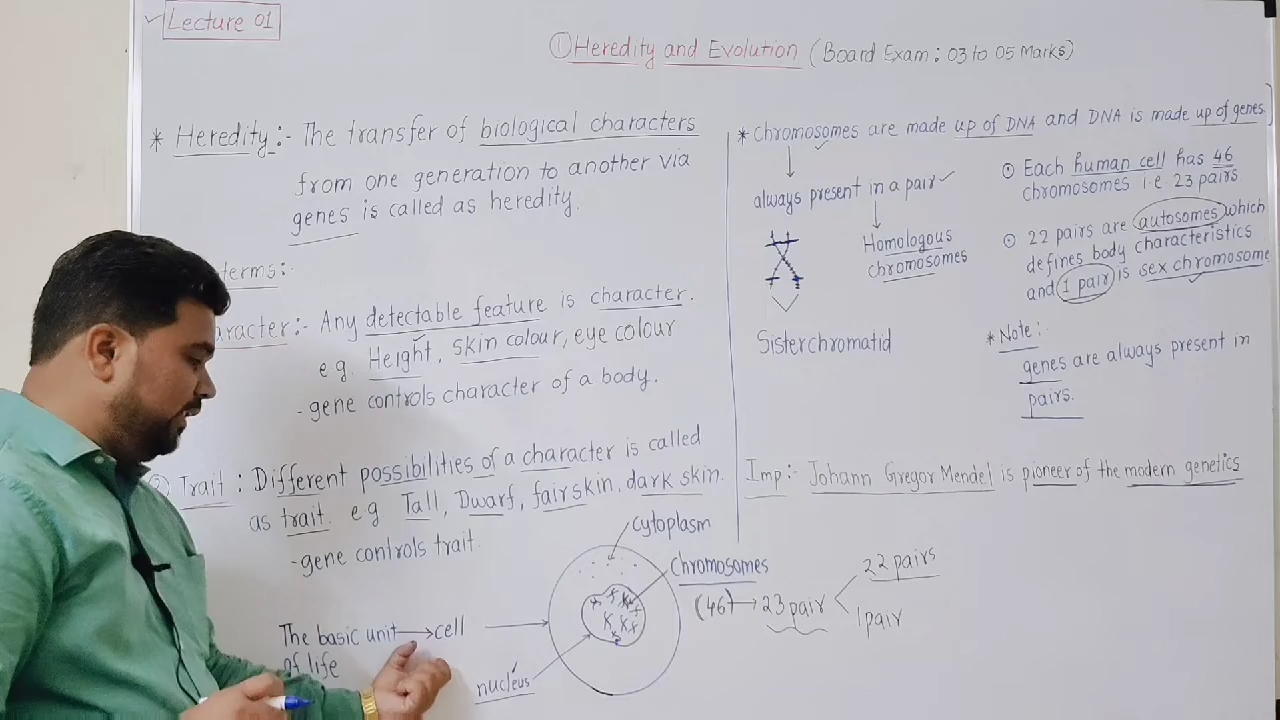 Lecture 01
① Heredity and Evolution (Board Exam: 03 to 05 Marks)
* Heredity:- The transfer of biological characters
from one generation to another via
genes is called as heredity.
terms:-
aracter:- Any detectable feature is character.
e.g. Height, skin colour, eye colour
- gene controls character of a body.
② Trait: Different possibilities of a character is called
as trait. e.g Tall, Dwarf, fair skin, dark skin.
- gene controls trait.
The basic unit → cell
of life
cytoplasm
Chromosomes
nucleus
(46) → 23 pair
22 pairs
1 pair
* chromosomes are made up of DNA and DNA is made up of genes
always present in a pair
Homologous
chromosomes
Sisterchromatid
⊙ Each human cell has 46
chromosomes i.e 23 pairs
⊙ 22 pairs are autosomes which
defines body characteristics
and 1 pair is sex chromosome
* Note:-
genes are always present in
pairs.
Imp:- Johann Gregor Mendel is pioneer of the modern genetics